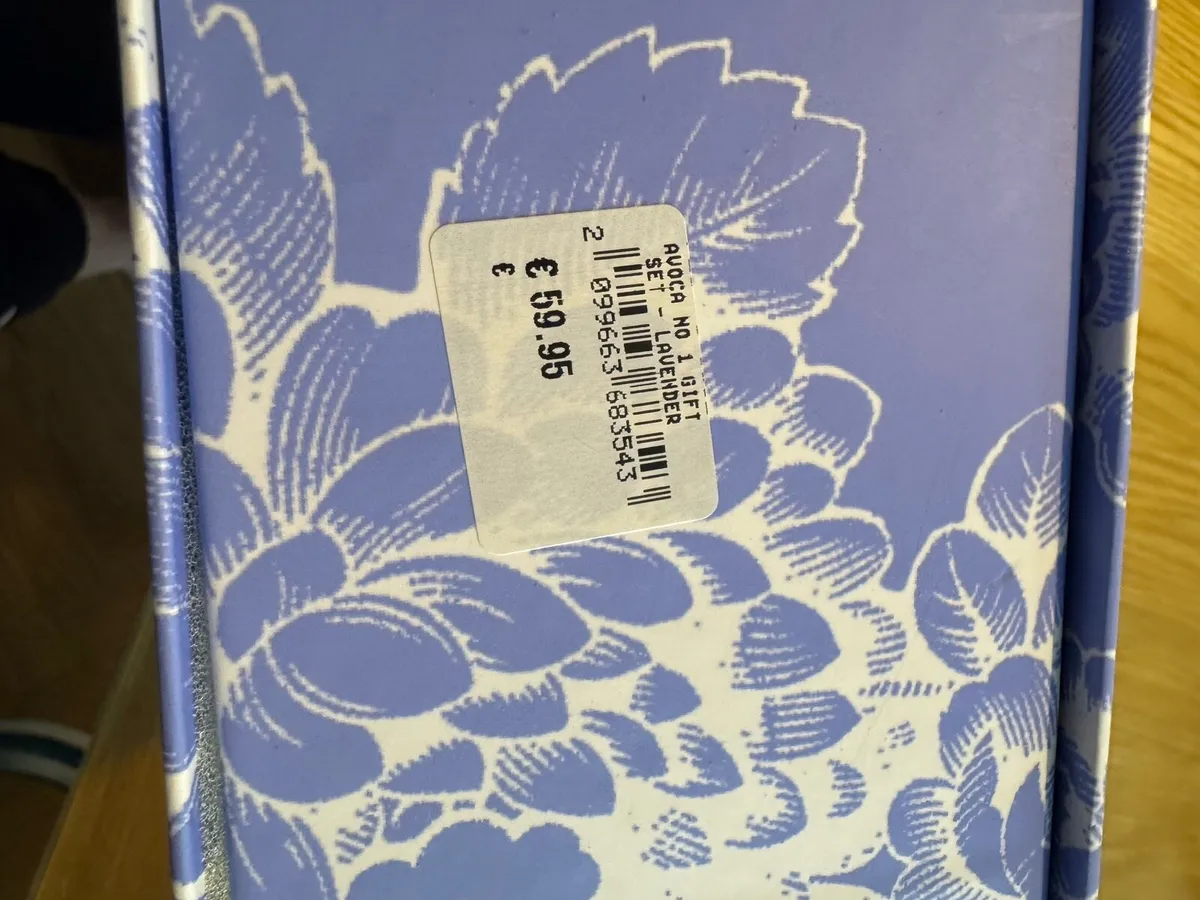 AVOCA NO 1 GIFT
SET - LAVENDER
2 099663 683543
€ 59.95
€